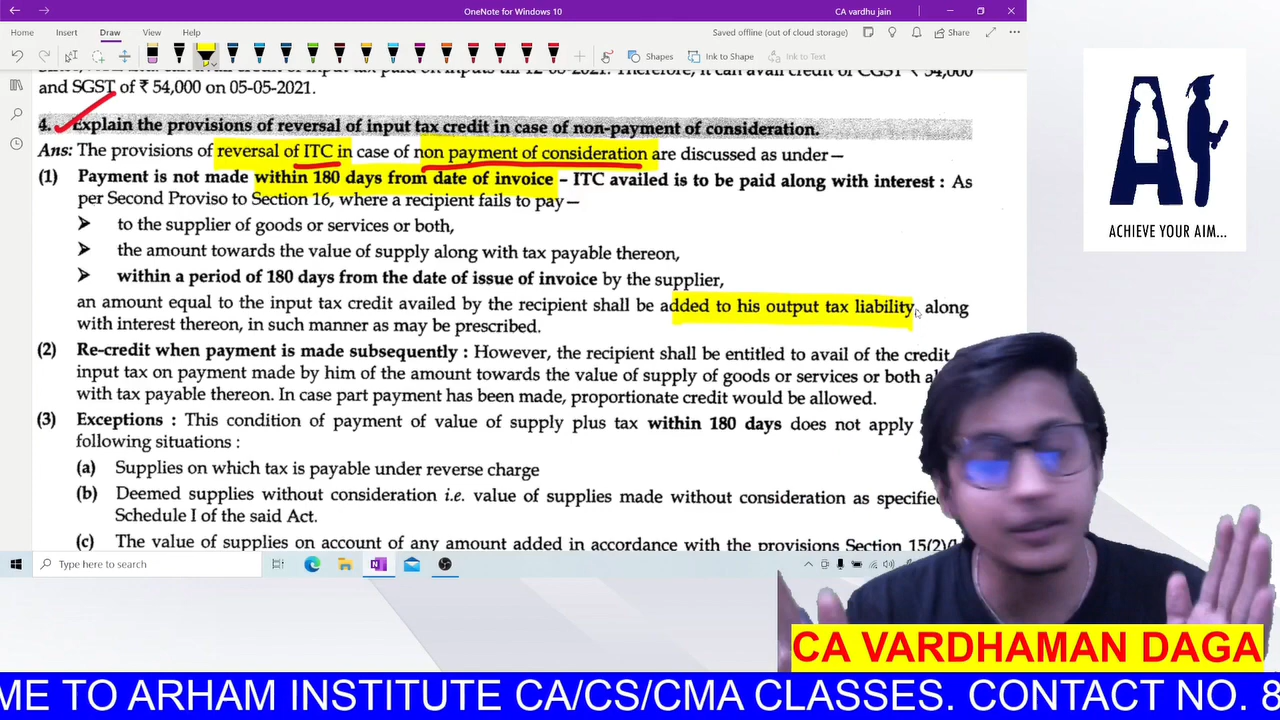 OneNote for Windows 10
CA vardhu jain
Home Insert Draw View Help
Saved offline (out of cloud storage) Share
Shapes Ink to Shape Ink to Text
and SGST of ₹ 54,000 on 05-05-2021.
4. Explain the provisions of reversal of input tax credit in case of non-payment of consideration.
Ans: The provisions of reversal of ITC in case of non payment of consideration are discussed as under—
(1) Payment is not made within 180 days from date of invoice – ITC availed is to be paid along with interest : As
per Second Proviso to Section 16, where a recipient fails to pay—
➤ to the supplier of goods or services or both,
➤ the amount towards the value of supply along with tax payable thereon,
➤ within a period of 180 days from the date of issue of invoice by the supplier,
an amount equal to the input tax credit availed by the recipient shall be added to his output tax liability, along
with interest thereon, in such manner as may be prescribed.
(2) Re-credit when payment is made subsequently : However, the recipient shall be entitled to avail of the credit
input tax on payment made by him of the amount towards the value of supply of goods or services or both
with tax payable thereon. In case part payment has been made, proportionate credit would be allowed.
(3) Exceptions : This condition of payment of value of supply plus tax within 180 days does not apply
following situations :
(a) Supplies on which tax is payable under reverse charge
(b) Deemed supplies without consideration i.e. value of supplies made without consideration as specified
Schedule I of the said Act.
(c) The value of supplies on account of any amount added in accordance with the provisions Section 15(2)
Type here to search
AI
ACHIEVE YOUR AIM...
CA VARDHAMAN DAGA
ME TO ARHAM INSTITUTE CA/CS/CMA CLASSES. CONTACT NO. 8